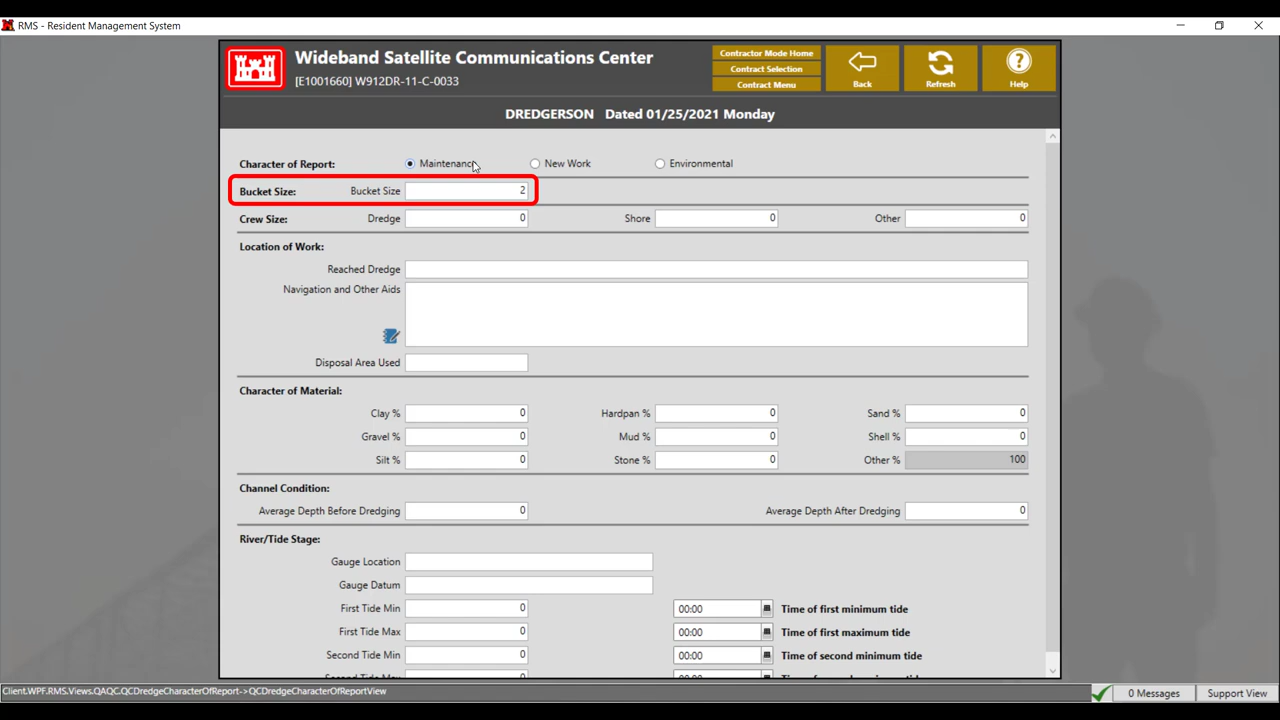 RMS - Resident Management System
Wideband Satellite Communications Center
[E1001660] W912DR-11-C-0033
Contractor Mode Home
Contract Selection
Contract Menu
Back
Refresh
Help
DREDGERSON Dated 01/25/2021 Monday
Character of Report: Maintenance New Work Environmental
Bucket Size: Bucket Size 2
Crew Size: Dredge 0 Shore 0 Other 0
Location of Work:
Reached Dredge
Navigation and Other Aids
Disposal Area Used
Character of Material:
Clay % 0 Hardpan % 0 Sand % 0
Gravel % 0 Mud % 0 Shell % 0
Silt % 0 Stone % 0 Other % 100
Channel Condition:
Average Depth Before Dredging 0 Average Depth After Dredging 0
River/Tide Stage:
Gauge Location
Gauge Datum
First Tide Min 0 00:00 Time of first minimum tide
First Tide Max 0 00:00 Time of first maximum tide
Second Tide Min 0 00:00 Time of second minimum tide
Client.WPF.RMS.Views.QAQC.QCDredgeCharacterOfReport->QCDredgeCharacterOfReportView
0 Messages
Support View